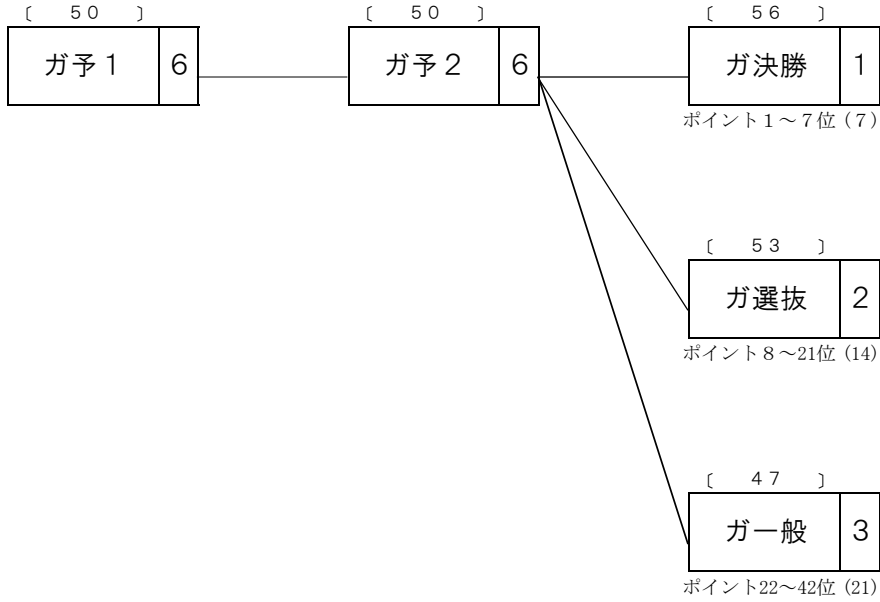 〔 ５０ 〕 〔 ５０ 〕 〔 ５６ 〕
ガ予１ 6 ガ予２ 6 ガ決勝 1
ポイント１～７位（７）
〔 ５３ 〕
ガ選抜 2
ポイント８～21位（14）
〔 ４７ 〕
ガ一般 3
ポイント22～42位（21）